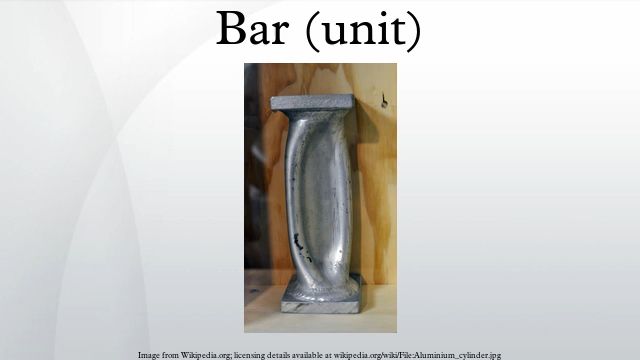 Bar (unit)
Image from Wikipedia.org; licensing details available at wikipedia.org/wiki/File:Aluminium_cylinder.jpg